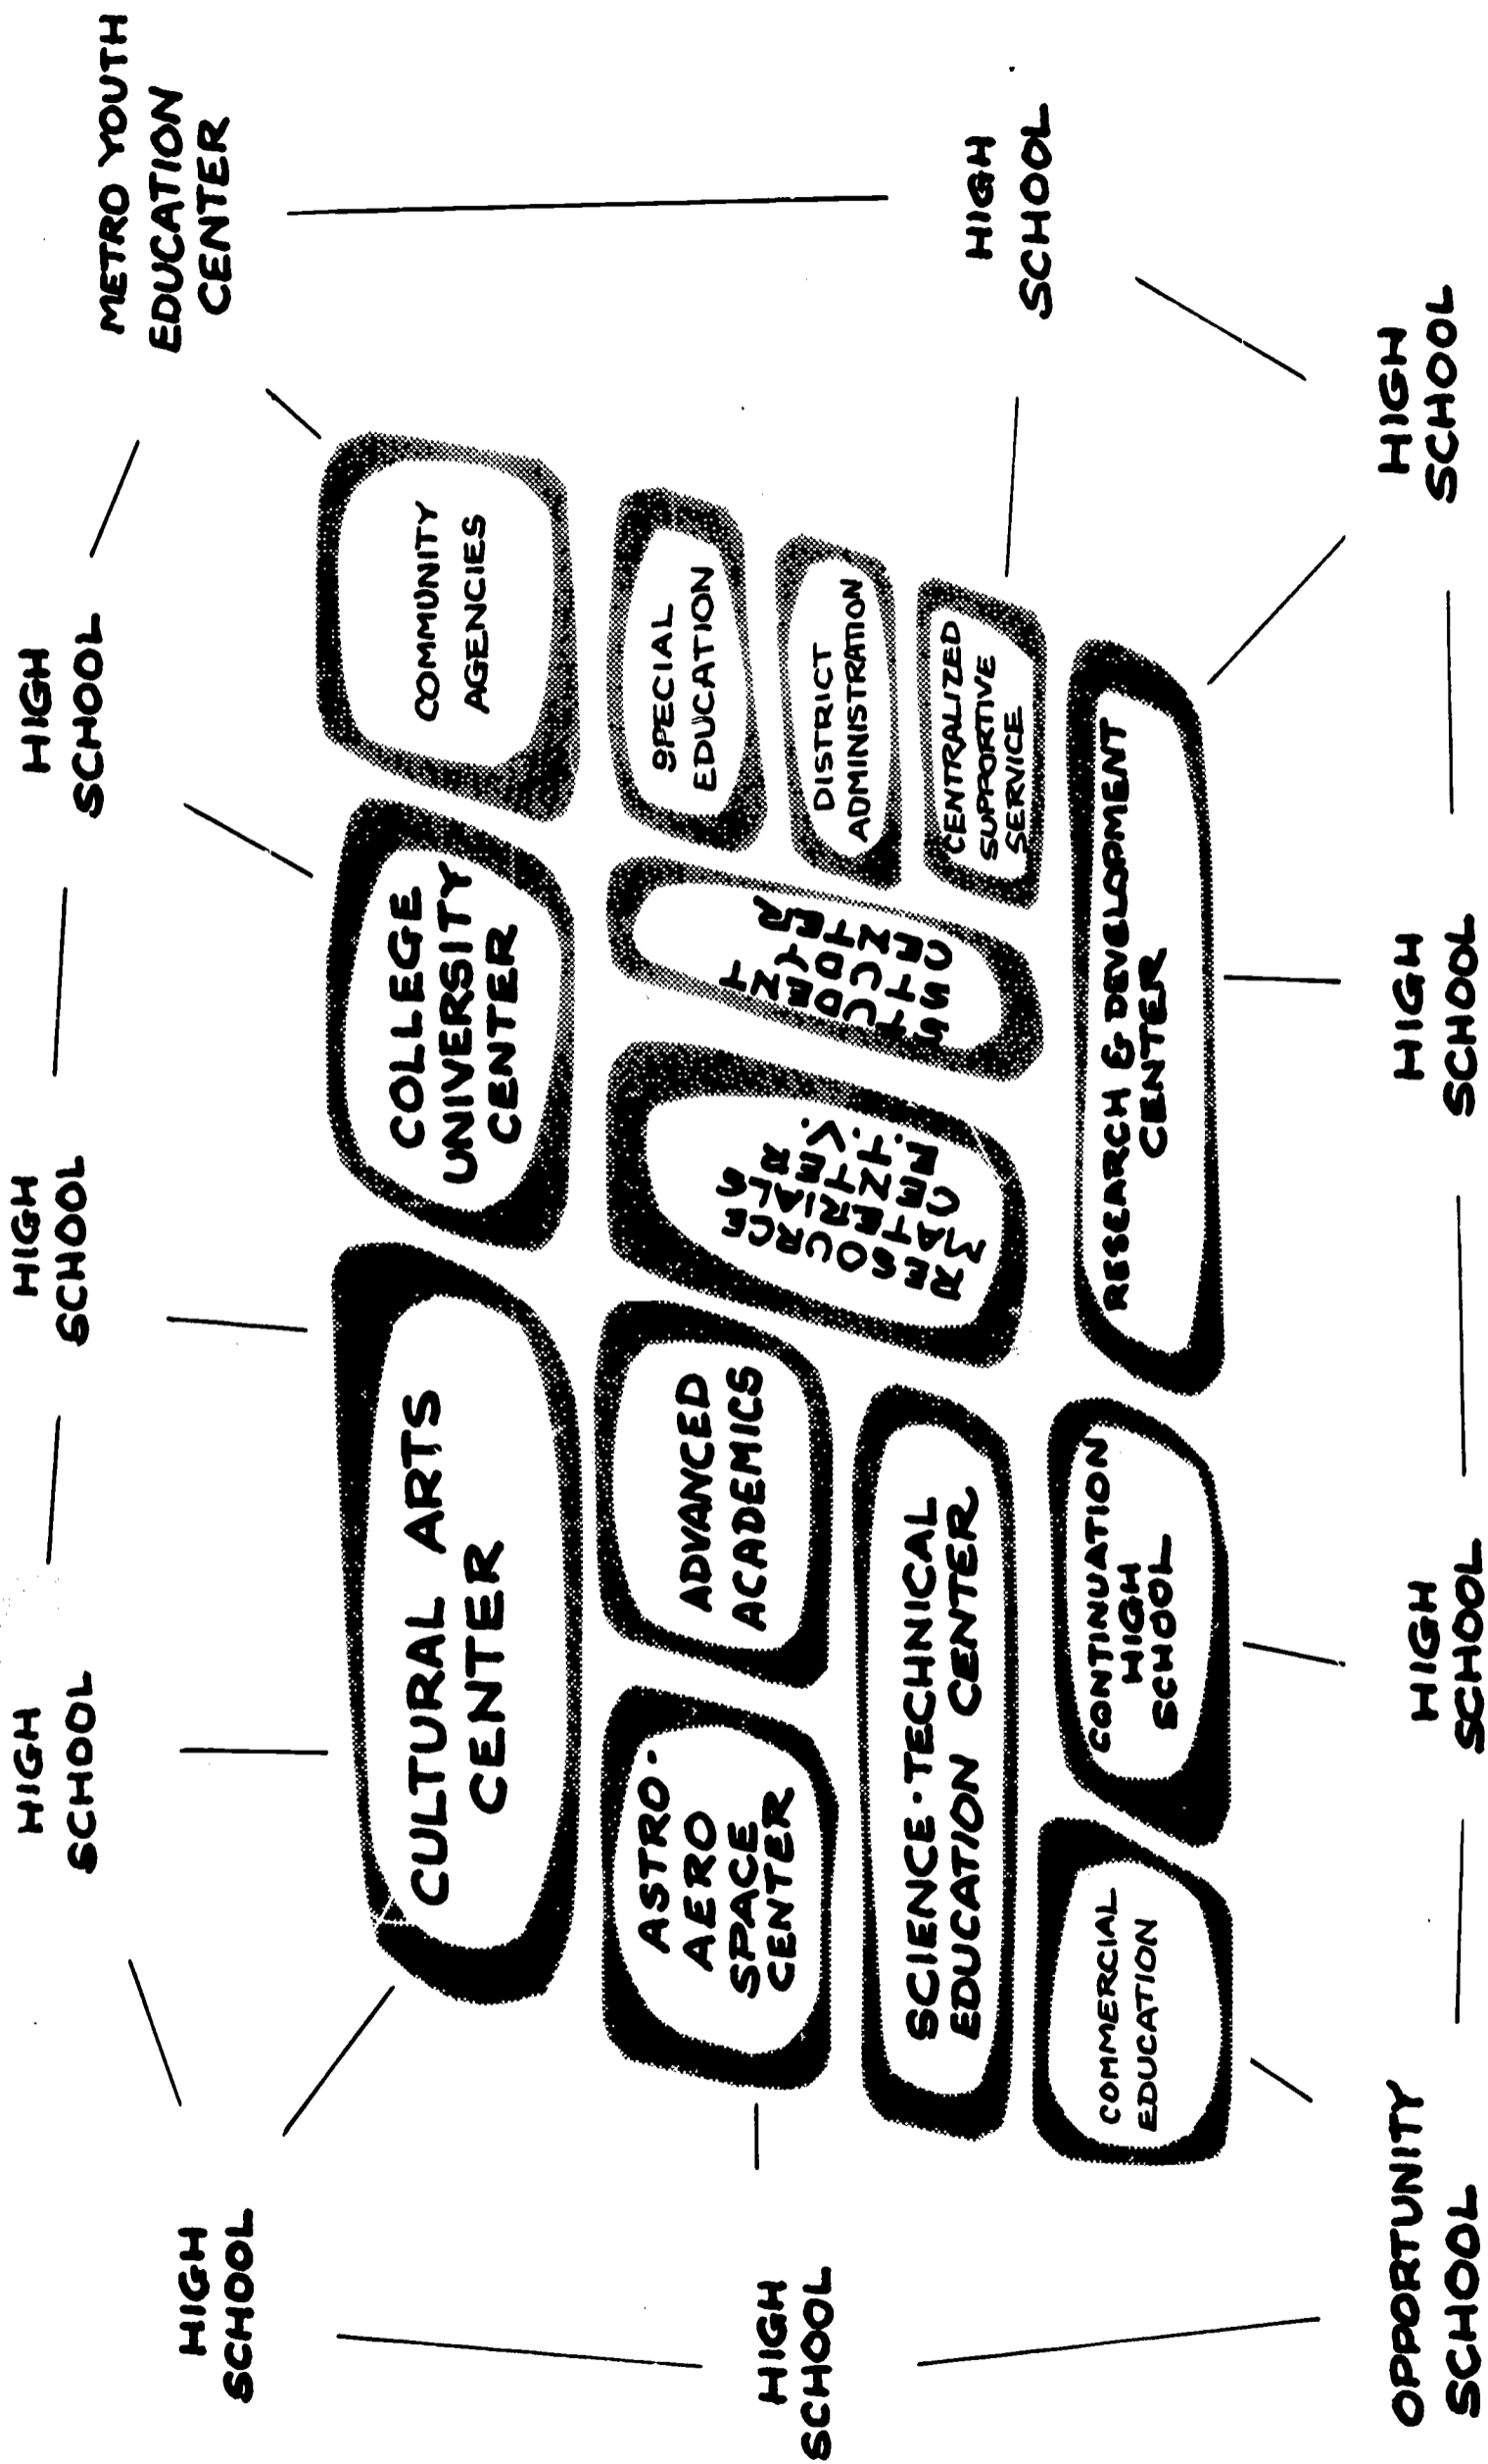 HIGH
SCHOOL
HIGH
SCHOOL
HIGH
SCHOOL
HIGH
SCHOOL
METRO YOUTH
EDUCATION
CENTER
CULTURAL ARTS
CENTER
COLLEGE
UNIVERSITY
CENTER
COMMUNITY
AGENCIES
HIGH
SCHOOL
ASTRO-
AERO
SPACE
CENTER
ADVANCED
ACADEMICS
SCIENCE·TECHNICAL
EDUCATION CENTER
RESOURCE
MATERIALS
CENTER
E.T.V.
STUDENT
STUDY
CENTER
SPECIAL
EDUCATION
DISTRICT
ADMINISTRATION
CENTRALIZED
SUPPORTIVE
SERVICE
HIGH
SCHOOL
COMMERCIAL
EDUCATION
CONTINUATION
HIGH
SCHOOL
RESEARCH & DEVELOPMENT
CENTER
OPPORTUNITY
SCHOOL
HIGH
SCHOOL
HIGH
SCHOOL
HIGH
SCHOOL